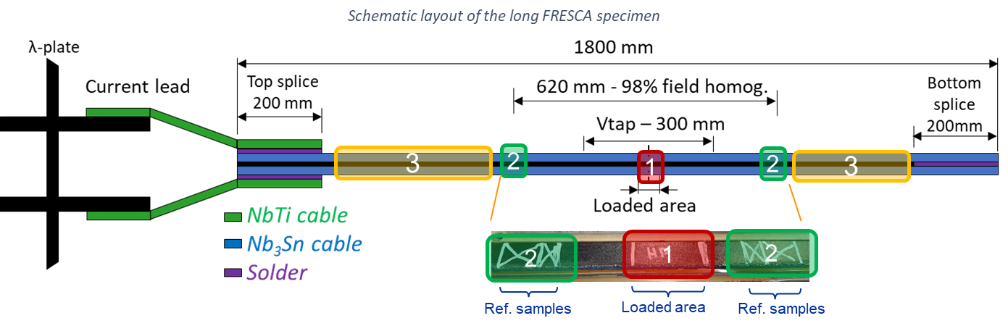 Schematic layout of the long FRESCA specimen
λ-plate
1800 mm
Current lead
Top splice
200 mm
620 mm - 98% field homog.
Bottom
splice
200mm
Vtap – 300 mm
3
2
1
2
3
Loaded area
NbTi cable
Nb3Sn cable
Solder
2
1
2
Ref. samples
Loaded area
Ref. samples